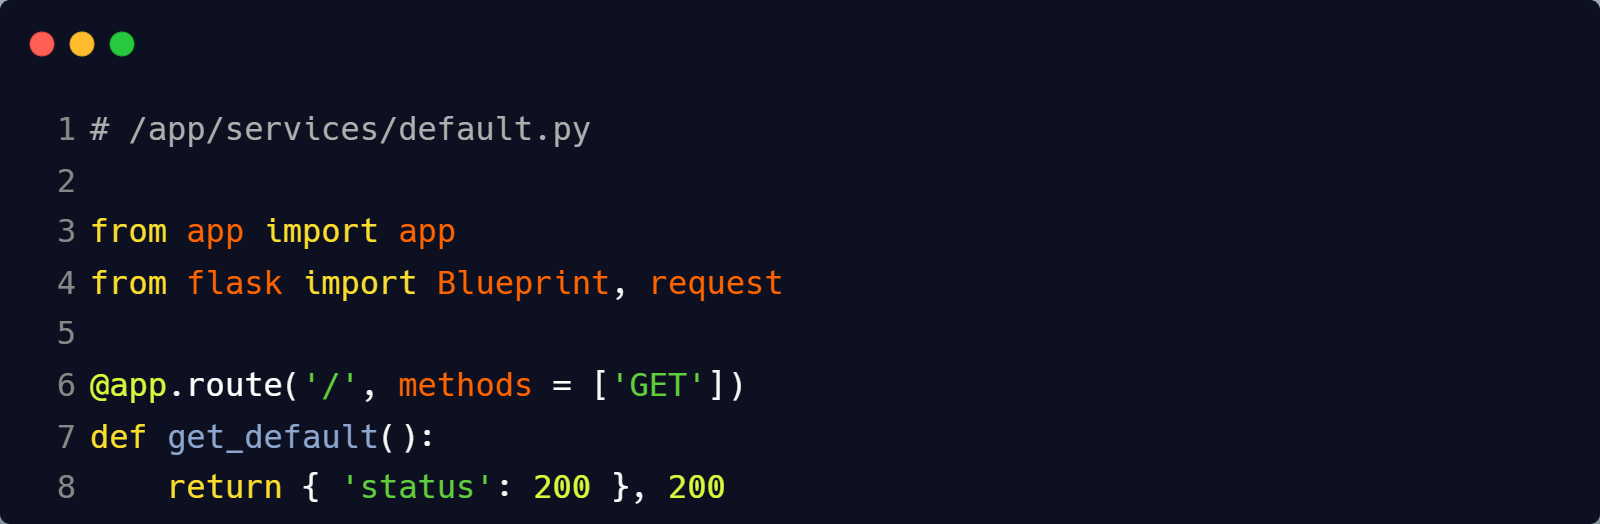 1 # /app/services/default.py
2
3 from app import app
4 from flask import Blueprint, request
5
6 @app.route('/', methods = ['GET'])
7 def get_default():
8     return { 'status': 200 }, 200